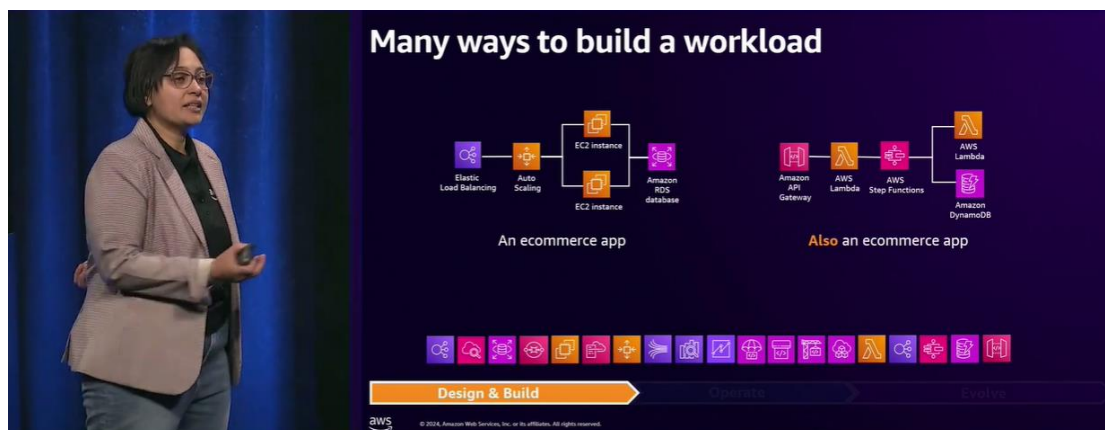 Many ways to build a workload
EC2 instance
Elastic
Load Balancing
Auto
Scaling
EC2 instance
Amazon
RDS
database
An ecommerce app
Amazon
API
Gateway
AWS
Lambda
AWS
Step Functions
AWS
Lambda
Amazon
DynamoDB
Also an ecommerce app
Design & Build
Operate
Evolve
aws
© 2024, Amazon Web Services, Inc. or its affiliates. All rights reserved.